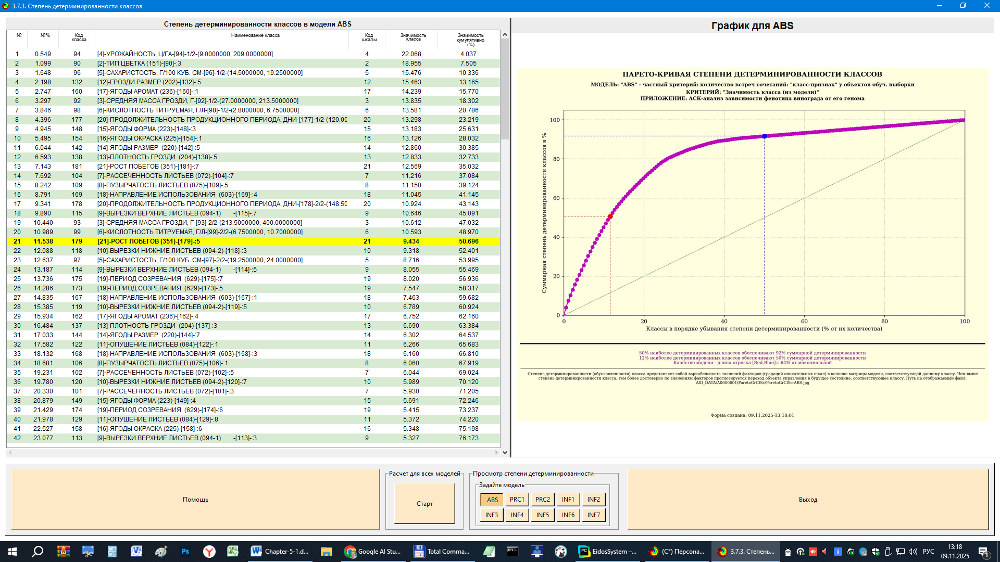 3.7.3. Степень детерминированности классов
Степень детерминированности классов в модели ABS
№ №% Код класса Наименование класса Код шкалы Значимость класса Значимость кумулятивно (%)
1 0.549 94 [4]-УРОЖАЙНОСТЬ, Ц/ГА-[94]-1/2-(9.0000000, 209.0000000] 4 22.068 4.037
2 1.099 90 [2]-ТИП ЦВЕТКА (151)-[90]-:3 2 18.955 7.505
3 1.648 96 [5]-САХАРИСТОСТЬ, Г/100 КУБ. СМ-[96]-1/2-(14.5000000, 19.2500000] 5 15.476 10.336
4 2.198 132 [12]-ГРОЗДИ РАЗМЕР (202)-[132]-:5 12 15.463 13.165
5 2.747 160 [17]-ЯГОДЫ АРОМАТ (236)-[160]-:1 17 14.239 15.770
6 3.297 92 [3]-СРЕДНЯЯ МАССА ГРОЗДИ, Г-[92]-1/2-(27.0000000, 213.5000000] 3 13.835 18.302
7 3.846 98 [6]-КИСЛОТНОСТЬ ТИТРУЕМАЯ, Г/Л-[98]-1/2-(2.8000000, 6.7500000] 6 13.581 20.786
8 4.396 177 [20]-ПРОДОЛЖИТЕЛЬНОСТЬ ПРОДУКЦИОННОГО ПЕРИОДА, ДНИ-[177]-1/2-(120.00 20 13.298 23.219
9 4.945 148 [15]-ЯГОДЫ ФОРМА (223)-[148]-:3 15 13.183 25.631
10 5.495 154 [16]-ЯГОДЫ ОКРАСКА (225)-[154]-:1 16 13.126 28.032
11 6.044 142 [14]-ЯГОДЫ РАЗМЕР (220)-[142]-:5 14 12.860 30.385
12 6.593 138 [13]-ПЛОТНОСТЬ ГРОЗДИ (204)-[138]-:5 13 12.833 32.733
13 7.143 181 [21]-РОСТ ПОБЕГОВ (351)-[181]-:7 21 12.569 35.032
14 7.692 104 [7]-РАССЕЧЕННОСТЬ ЛИСТЬЕВ (072)-[104]-:7 7 11.216 37.084
15 8.242 109 [8]-ПУЗЫРЧАТОСТЬ ЛИСТЬЕВ (075)-[109]-:5 8 11.150 39.124
16 8.791 169 [18]-НАПРАВЛЕНИЕ ИСПОЛЬЗОВАНИЯ (603)-[169]-:4 18 11.045 41.145
17 9.341 178 [20]-ПРОДОЛЖИТЕЛЬНОСТЬ ПРОДУКЦИОННОГО ПЕРИОДА, ДНИ-[178]-2/2-(148.50 20 10.924 43.143
18 9.890 115 [9]-ВЫРЕЗКИ ВЕРХНИЕ ЛИСТЬЕВ (094-1) -[115]-:7 9 10.646 45.091
19 10.440 93 [3]-СРЕДНЯЯ МАССА ГРОЗДИ, Г-[93]-2/2-(213.5000000, 400.0000000] 3 10.612 47.032
20 10.989 99 [6]-КИСЛОТНОСТЬ ТИТРУЕМАЯ, Г/Л-[99]-2/2-(6.7500000, 10.7000000] 6 10.593 48.970
21 11.538 179 [21]-РОСТ ПОБЕГОВ (351)-[179]-:5 21 9.434 50.696
22 12.088 118 [10]-ВЫРЕЗКИ НИЖНИЕ ЛИСТЬЕВ (094-2)-[118]-:3 10 9.318 52.401
23 12.637 97 [5]-САХАРИСТОСТЬ, Г/100 КУБ. СМ-[97]-2/2-(19.2500000, 24.0000000] 5 8.716 53.995
24 13.187 114 [9]-ВЫРЕЗКИ ВЕРХНИЕ ЛИСТЬЕВ (094-1) -[114]-:5 9 8.055 55.469
25 13.736 175 [19]-ПЕРИОД СОЗРЕВАНИЯ (629)-[175]-:7 19 8.020 56.936
26 14.286 173 [19]-ПЕРИОД СОЗРЕВАНИЯ (629)-[173]-:5 19 7.547 58.317
27 14.835 167 [18]-НАПРАВЛЕНИЕ ИСПОЛЬЗОВАНИЯ (603)-[167]-:1 18 7.463 59.682
28 15.385 119 [10]-ВЫРЕЗКИ НИЖНИЕ ЛИСТЬЕВ (094-2)-[119]-:5 10 6.789 60.924
29 15.934 162 [17]-ЯГОДЫ АРОМАТ (236)-[162]-:4 17 6.752 62.160
30 16.484 137 [13]-ПЛОТНОСТЬ ГРОЗДИ (204)-[137]-:3 13 6.690 63.384
31 17.033 144 [14]-ЯГОДЫ РАЗМЕР (220)-[144]-:7 14 6.302 64.537
32 17.582 122 [11]-ОПУШЕНИЕ ЛИСТЬЕВ (084)-[122]-:1 11 6.266 65.683
33 18.132 168 [18]-НАПРАВЛЕНИЕ ИСПОЛЬЗОВАНИЯ (603)-[168]-:3 18 6.160 66.810
34 18.681 106 [8]-ПУЗЫРЧАТОСТЬ ЛИСТЬЕВ (075)-[106]-:1 8 6.060 67.919
35 19.231 102 [7]-РАССЕЧЕННОСТЬ ЛИСТЬЕВ (072)-[102]-:5 7 6.044 69.024
36 19.780 120 [10]-ВЫРЕЗКИ НИЖНИЕ ЛИСТЬЕВ (094-2)-[120]-:7 10 5.989 70.120
37 20.330 101 [7]-РАССЕЧЕННОСТЬ ЛИСТЬЕВ (072)-[101]-:3 7 5.930 71.205
38 20.879 149 [15]-ЯГОДЫ ФОРМА (223)-[149]-:4 15 5.691 72.246
39 21.429 174 [19]-ПЕРИОД СОЗРЕВАНИЯ (629)-[174]-:6 19 5.415 73.237
40 21.978 129 [11]-ОПУШЕНИЕ ЛИСТЬЕВ (084)-[129]-:8 11 5.372 74.220
41 22.527 158 [16]-ЯГОДЫ ОКРАСКА (225)-[158]-:6 16 5.348 75.198
42 23.077 113 [9]-ВЫРЕЗКИ ВЕРХНИЕ ЛИСТЬЕВ (094-1) -[113]-:3 9 5.327 76.173
График для ABS
ПАРЕТО-КРИВАЯ СТЕПЕНИ ДЕТЕРМИНИРОВАННОСТИ КЛАССОВ
МОДЕЛЬ: "ABS" - частный критерий: количество встреч сочетаний: "класс-признак" у объектов обуч. выборки
КРИТЕРИЙ: "Значимость класса (из модели)"
ПРИЛОЖЕНИЕ: АСК-анализ зависимости фенотипа винограда от его генома
Суммарная степень детерминированности классов в %
100
80
60
40
20
0
0 20 40 60 80 100
Классы в порядке убывания степени детерминированности (% от их количества)
50% наиболее детерминированных классов обеспечивают 92% суммарной детерминированности
12% наиболее детерминированных классов обеспечивают 50% суммарной детерминированности
Качество модели - длина отрезка [Red,Blue]= 64% от максимальной
Степень детерминированности (обусловленности) класса представляет собой вариабельность значений факторов (градаций описательных шкал) в колонке матрицы модели, соответствующей данному классу. Чем выше
степень детерминированности класса, тем более достоверно по значениям факторов прогнозируется переход объекта управления в будущее состояние, соответствующее классу. Путь на отображаемый файл:
AID_DATA\A0000001\ParetoGrClSc\ParetoGrClSc-ABS.jpg
Форма создана: 09.11.2025-13:18:01
Помощь
Расчет для всех моделей
Старт
Просмотр степени детерминированности
Задайте модель
ABS PRC1 PRC2 INF1 INF2
INF3 INF4 INF5 INF6 INF7
Выход
Chapter-5-1.d... Google AI Stu... Total Comma... EidosSystem –... (C°) Персона... 3.7.3. Степень... 42 РУС 13:18
09.11.2025 1